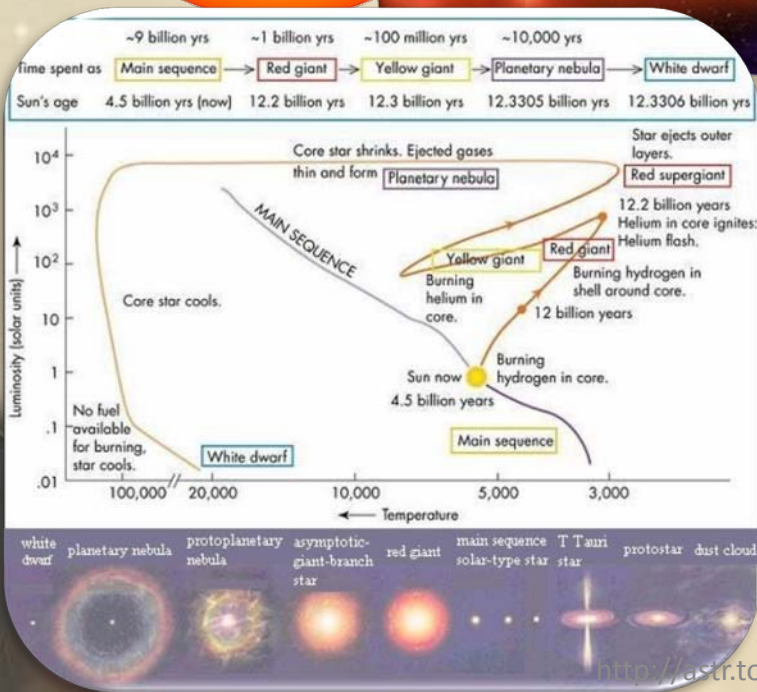 ~9 billion yrs ~1 billion yrs ~100 million yrs ~10,000 yrs
Time spent as Main sequence Red giant Yellow giant Planetary nebula White dwarf
Sun's age 4.5 billion yrs (now) 12.2 billion yrs 12.3 billion yrs 12.3305 billion yrs 12.3306 billion yrs
Luminosity (solar units)
10⁴
10³
10²
10
1
.1
.01
Core star shrinks. Ejected gases
thin and form Planetary nebula
Star ejects outer
layers.
Red supergiant
12.2 billion years
Helium in core ignites:
Helium flash.
MAIN SEQUENCE
Yellow giant
Red giant
Burning
helium in
core.
Burning hydrogen in
shell around core.
12 billion years
Core star cools.
Burning
hydrogen in core.
Sun now
4.5 billion years
No fuel
available
for burning,
star cools.
White dwarf
Main sequence
100,000 20,000 10,000 5,000 3,000
Temperature
white
dwarf
planetary nebula
protoplanetary
nebula
asymptotic-
giant-branch
star
red giant
main sequence
solar-type star
T Tauri
star
protostar
dust cloud
http://astr.to